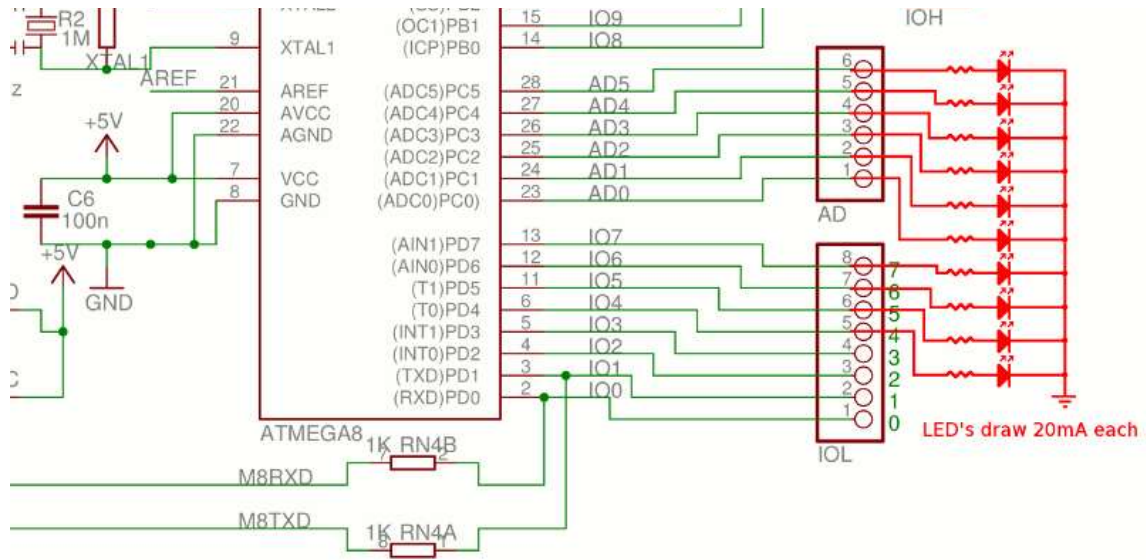 XTAL2
R2
1M
XTAL1
AREF
z
9 XTAL1
21 AREF
20 AVCC
22 AGND
7 VCC
8 GND
(OC1)PB1 15 IO9
(ICP)PB0 14 IO8
(ADC5)PC5 28 AD5
(ADC4)PC4 27 AD4
(ADC3)PC3 26 AD3
(ADC2)PC2 25 AD2
(ADC1)PC1 24 AD1
(ADC0)PC0) 23 AD0
(AIN1)PD7 13 IO7
(AIN0)PD6 12 IO6
(T1)PD5 11 IO5
(T0)PD4 6 IO4
(INT1)PD3 5 IO3
(INT0)PD2 4 IO2
(TXD)PD1 3 IO1
(RXD)PD0 2 IO0
ATMEGA8
+5V
C6
100n
+5V
GND
IOH
6
5
4
3
2
1
AD
8 7
7 6
6 5
5 4
4 3
3 2
2 1
1 0
IOL
LED's draw 20mA each
1K RN4B
7 2
M8RXD
1K RN4A
8 1
M8TXD